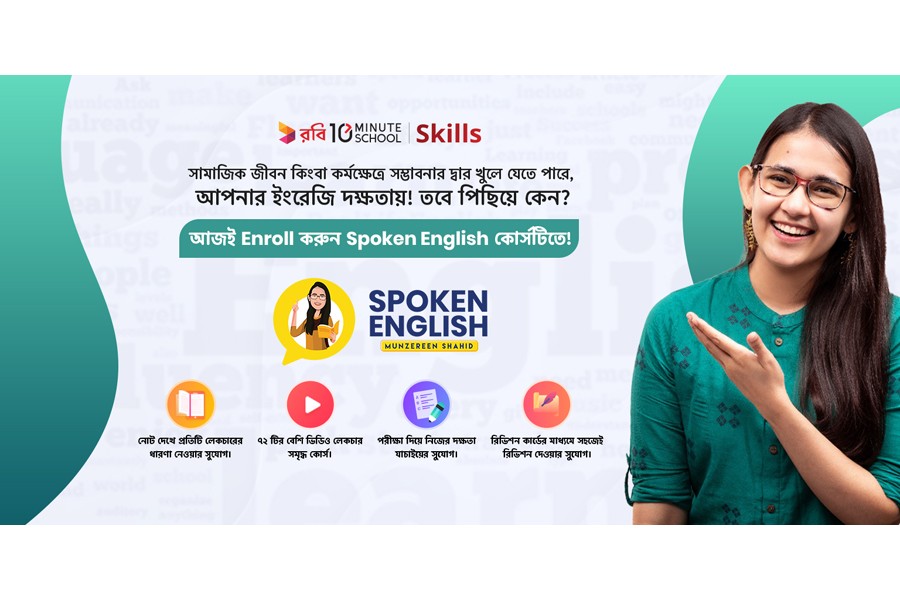 রবি 10 MINUTE SCHOOL Skills
সামাজিক জীবন কিংবা কর্মক্ষেত্রে সম্ভাবনার দ্বার খুলে যেতে পারে,
আপনার ইংরেজি দক্ষতায়! তবে পিছিয়ে কেন?
আজই Enroll করুন Spoken English কোর্সটিতে!
SPOKEN
ENGLISH
MUNZEREEN SHAHID
নোট দেখে প্রতিটি লেকচারের
ধারণা নেওয়ার সুযোগ।
৭২ টির বেশি ভিডিও লেকচার
সমৃদ্ধ কোর্স।
পরীক্ষা দিয়ে নিজের দক্ষতা
যাচাইয়ের সুযোগ।
রিভিশন কার্ডের মাধ্যমে সহজেই
রিভিশন দেওয়ার সুযোগ।